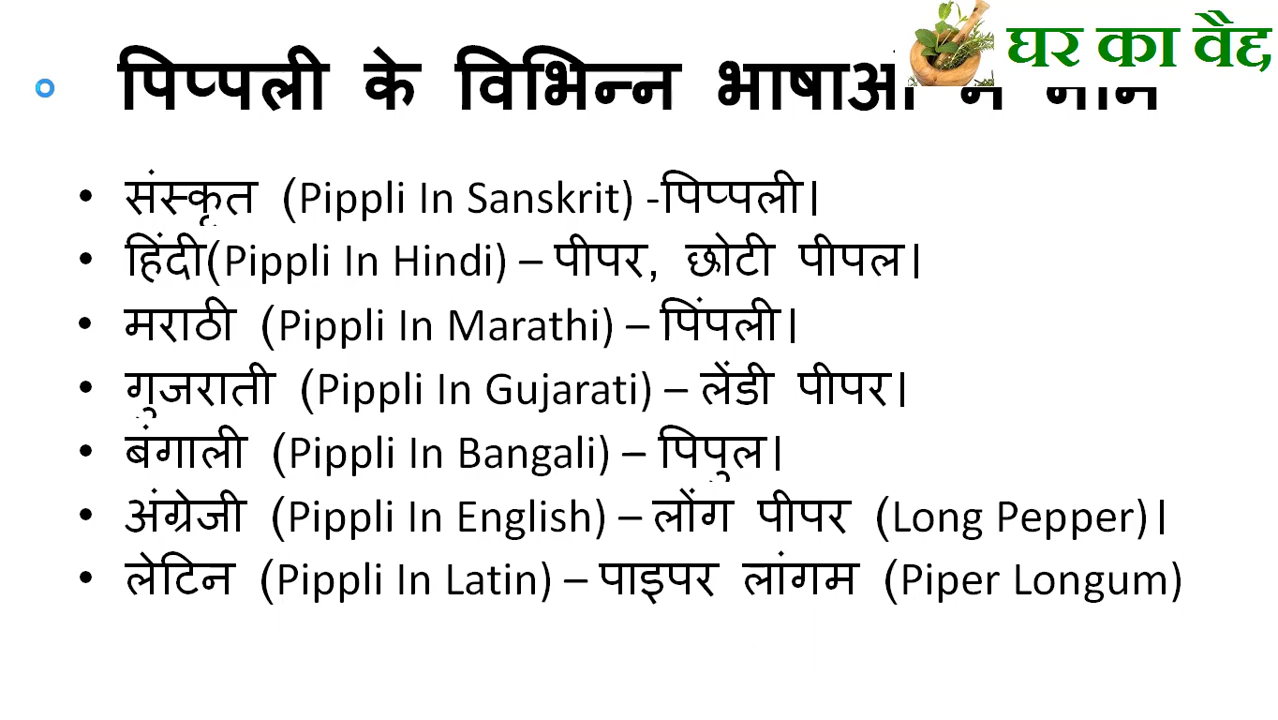 घर का वैद्द
पिप्पली के विभिन्न भाषाओं में नाम
• संस्कृत (Pippli In Sanskrit) -पिप्पली।
• हिंदी(Pippli In Hindi) – पीपर, छोटी पीपल।
• मराठी (Pippli In Marathi) – पिंपली।
• गुजराती (Pippli In Gujarati) – लेंडी पीपर।
• बंगाली (Pippli In Bangali) – पिपुल।
• अंग्रेजी (Pippli In English) – लोंग पीपर (Long Pepper)।
• लेटिन (Pippli In Latin) – पाइपर लांगम (Piper Longum)